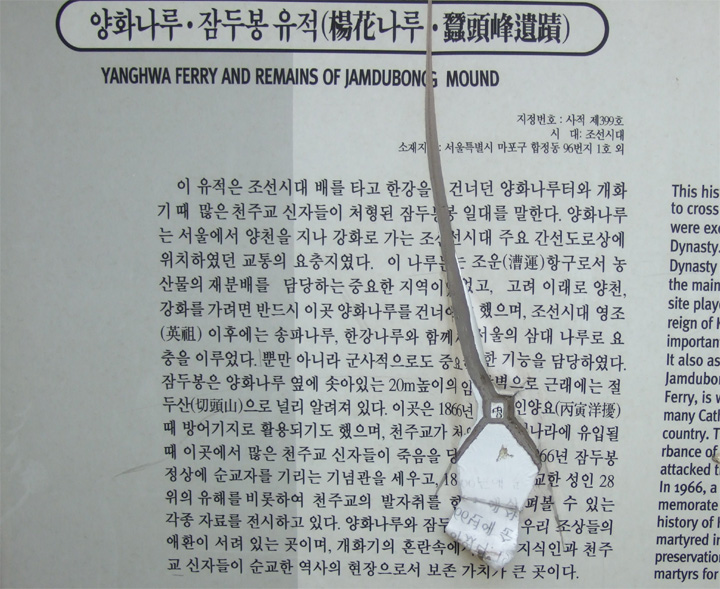 양화나루·잠두봉 유적(楊花나루·蠶頭峰遺蹟)
YANGHWA FERRY AND REMAINS OF JAMDUBONG MOUND
지정번호 : 사적 제399호
시 대: 조선시대
소재지 : 서울특별시 마포구 합정동 96번지 1호 외
이 유적은 조선시대 배를 타고 한강을 건너던 양화나루터와 개화
기 때 많은 천주교 신자들이 처형된 잠두봉 일대를 말한다. 양화나루
는 서울에서 양천을 지나 강화로 가는 조선시대 주요 간선도로상에
위치하였던 교통의 요충지였다. 이 나루는 조운(漕運)항구로서 농
산물의 재분배를 담당하는 중요한 지역이 고, 고려 이래로 양천,
강화를 가려면 반드시 이곳 양화나루를 건너 했으며, 조선시대 영조
(英祖) 이후에는 송파나루, 한강나루와 함께 서울의 삼대 나루로 요
충을 이루었다. 뿐만 아니라 군사적으로도 중요한 기능을 담당하였다.
잠두봉은 양화나루 옆에 솟아있는 20m높이의 벽으로 근래에는 절
두산(切頭山)으로 널리 알려져 있다. 이곳은 1866년 인양요(丙寅洋擾)
때 방어기지로 활용되기도 했으며, 천주교가 나라에 유입될
때 이곳에서 많은 천주교 신자들이 죽음을 66년 잠두봉
정상에 순교자를 기리는 기념관을 세우고, 교한 성인 28
위의 유해를 비롯하여 천주교의 발자취를 펴볼 수 있는
각종 자료를 전시하고 있다. 양화나루와 잠두 우리 조상들의
애환이 서려 있는 곳이며, 개화기의 혼란속에 지식인과 천주
교 신자들이 순교한 역사의 현장으로서 보존 가치가 큰 곳이다.
This his
to cross
were exe
Dynasty.
Dynasty
the main
site playe
reign of K
important
It also as
Jamdubon
Ferry, is w
many Cath
country. T
rbance of
attacked t
In 1966, a
memorate
history of K
martyred in
preservation
martyrs for